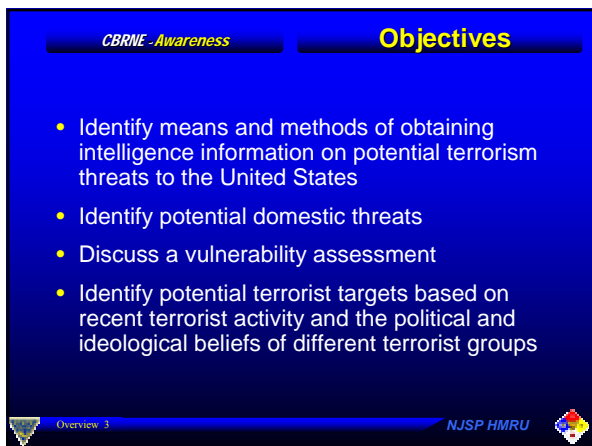 CBRNE - Awareness
Objectives
• Identify means and methods of obtaining
intelligence information on potential terrorism
threats to the United States
• Identify potential domestic threats
• Discuss a vulnerability assessment
• Identify potential terrorist targets based on
recent terrorist activity and the political and
ideological beliefs of different terrorist groups
Overview 3
NJSP HMRU